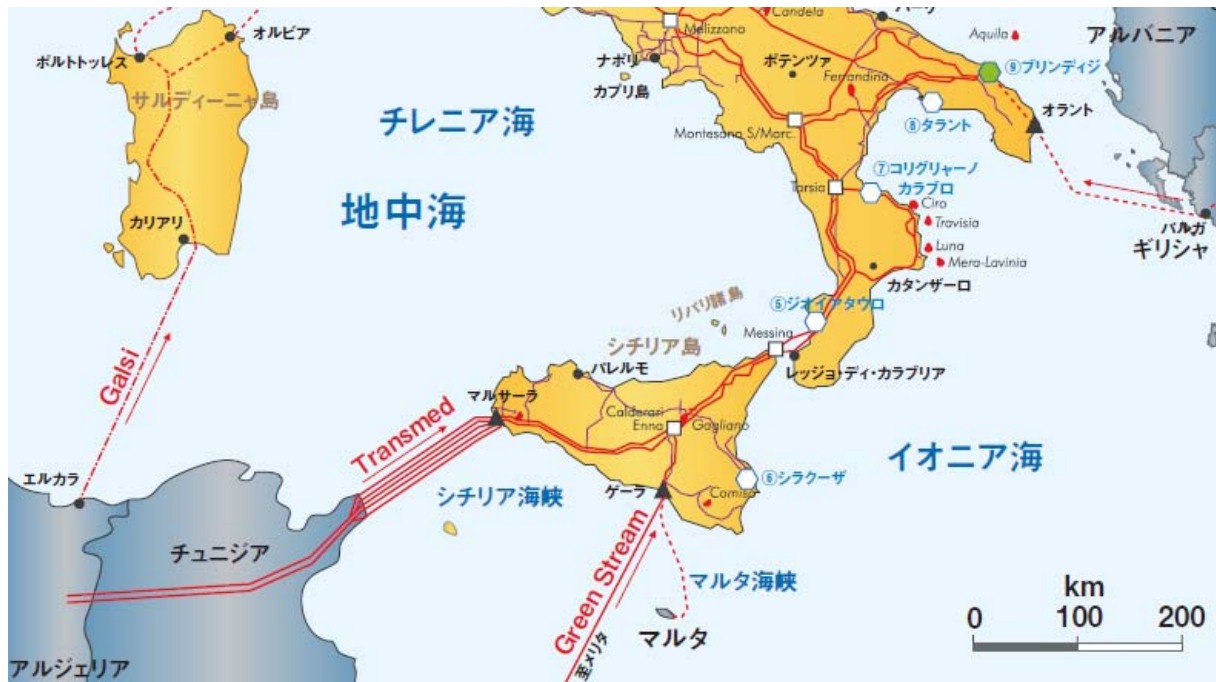 Candela
オルビア
Melizzano
Aquila
アルバニア
ポルトトッレス
ナポリ
ポテンツァ
⑨ブリンディジ
Ferrandina
カプリ島
サルディーニャ島
オラント
チレニア海
⑧タラント
Montesano S/Marc.
⑦コリグリャーノ
カラブロ
Tarsia
地中海
Ciro
カリアリ
Travisia
バルガ
ギリシャ
Luna
Mera-Lavinia
カタンザーロ
リパリ諸島
⑤ジオイアタウロ
Messina
シチリア島
Galsi
パレルモ
レッジョ・ディ・カラブリア
マルサーラ
Transmed
Calderari
Enna
Gagliano
イオニア海
エルカラ
シチリア海峡
ゲーラ
⑥シラクーザ
Comiso
チュニジア
Green Stream
マルタ海峡
km
0 100 200
マルタ
至メリタ
アルジェリア